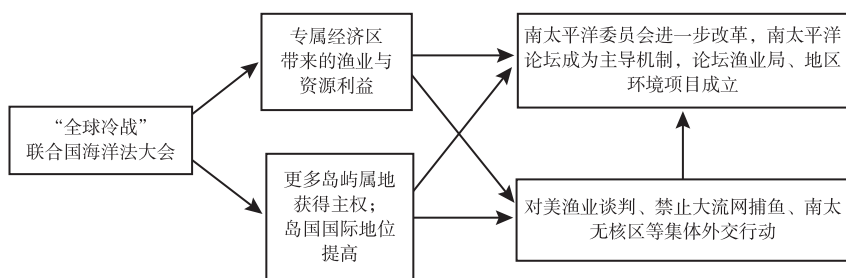 “全球冷战”
联合国海洋法大会
专属经济区
带来的渔业与
资源利益
更多岛屿属地
获得主权；
岛国国际地位
提高
南太平洋委员会进一步改革，南太平洋
论坛成为主导机制，论坛渔业局、地区
环境项目成立
对美渔业谈判、禁止大流网捕鱼、南太
无核区等集体外交行动